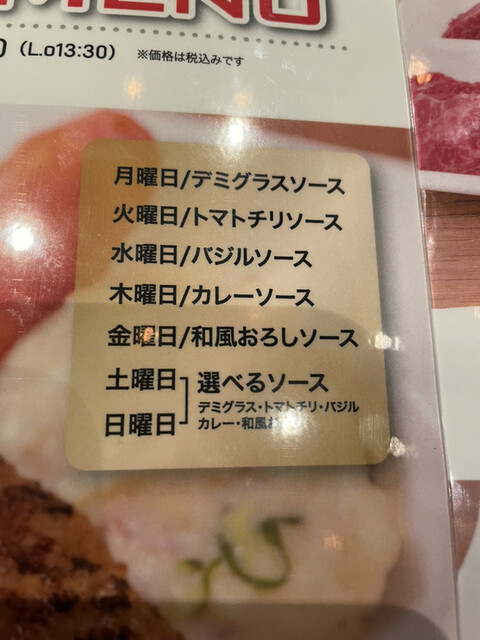 MENU
(L.o13:30) ※価格は税込みです
月曜日/デミグラスソース
火曜日/トマトチリソース
水曜日/バジルソース
木曜日/カレーソース
金曜日/和風おろしソース
土曜日 選べるソース
デミグラス・トマトチリ・バジル
日曜日 カレー・和風お